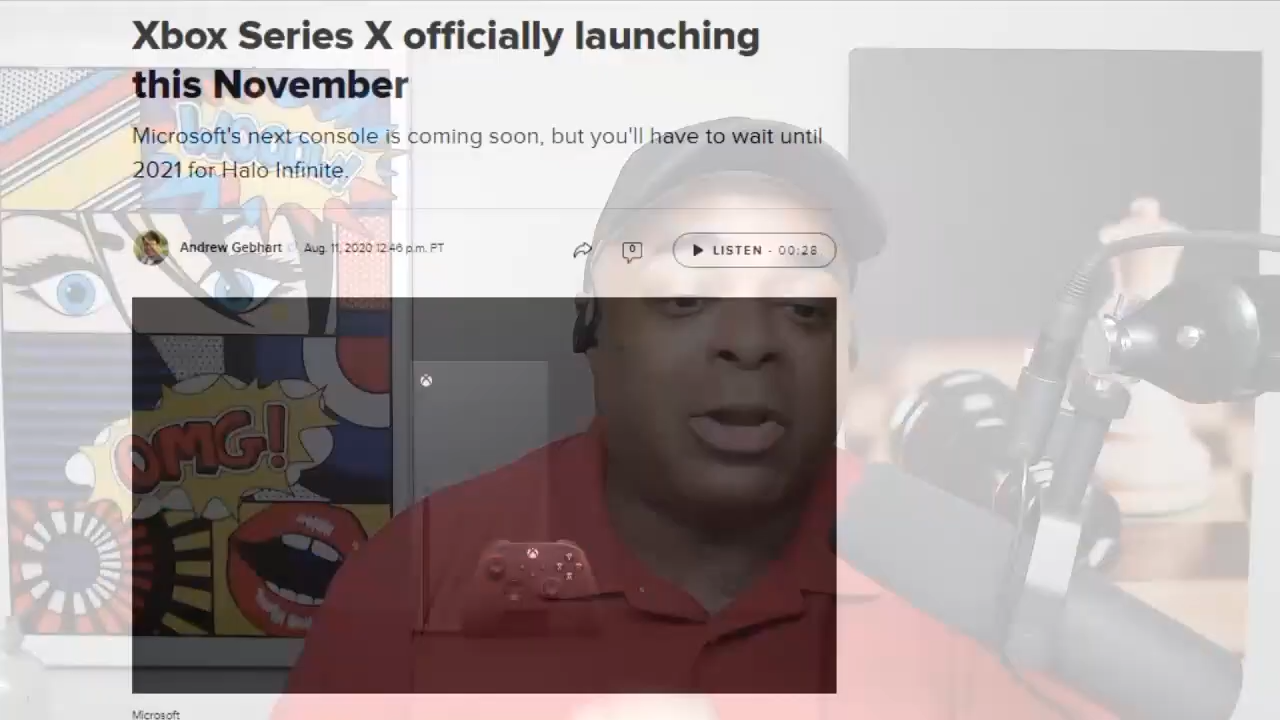 Xbox Series X officially launching
this November
Microsoft's next console is coming soon, but you'll have to wait until
2021 for Halo Infinite.
Andrew Gebhart Aug. 11, 2020 12:46 p.m. PT
0
LISTEN - 00:28
OMG!
Microsoft